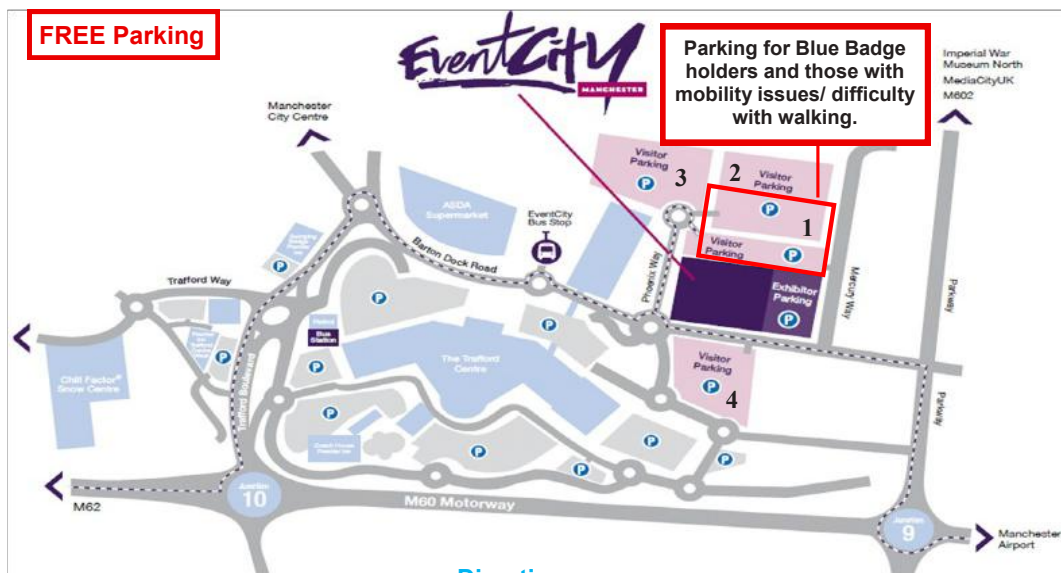 FREE Parking
EventCity
MANCHESTER
Parking for Blue Badge
holders and those with
mobility issues/ difficulty
with walking.
Imperial War
Museum North
MediaCityUK
M602
Manchester
City Centre
Visitor
Parking
P
3
2
Visitor
Parking
P
1
Visitor
Parking
P
ASDA
Supermarket
EventCity
Bus Stop
Barton Dock Road
Phoenix Way
Exhibitor
Parking
P
Mercury Way
Parkway
Trafford Way
P
P
P
Bus
Station
P
P
The Trafford
Centre
Visitor
Parking
P
4
Chill Factor
Snow Centre
Trafford Boulevard
P
P
P
P
P
Parkway
Junction
10
M62
M60 Motorway
Junction
9
Manchester
Airport